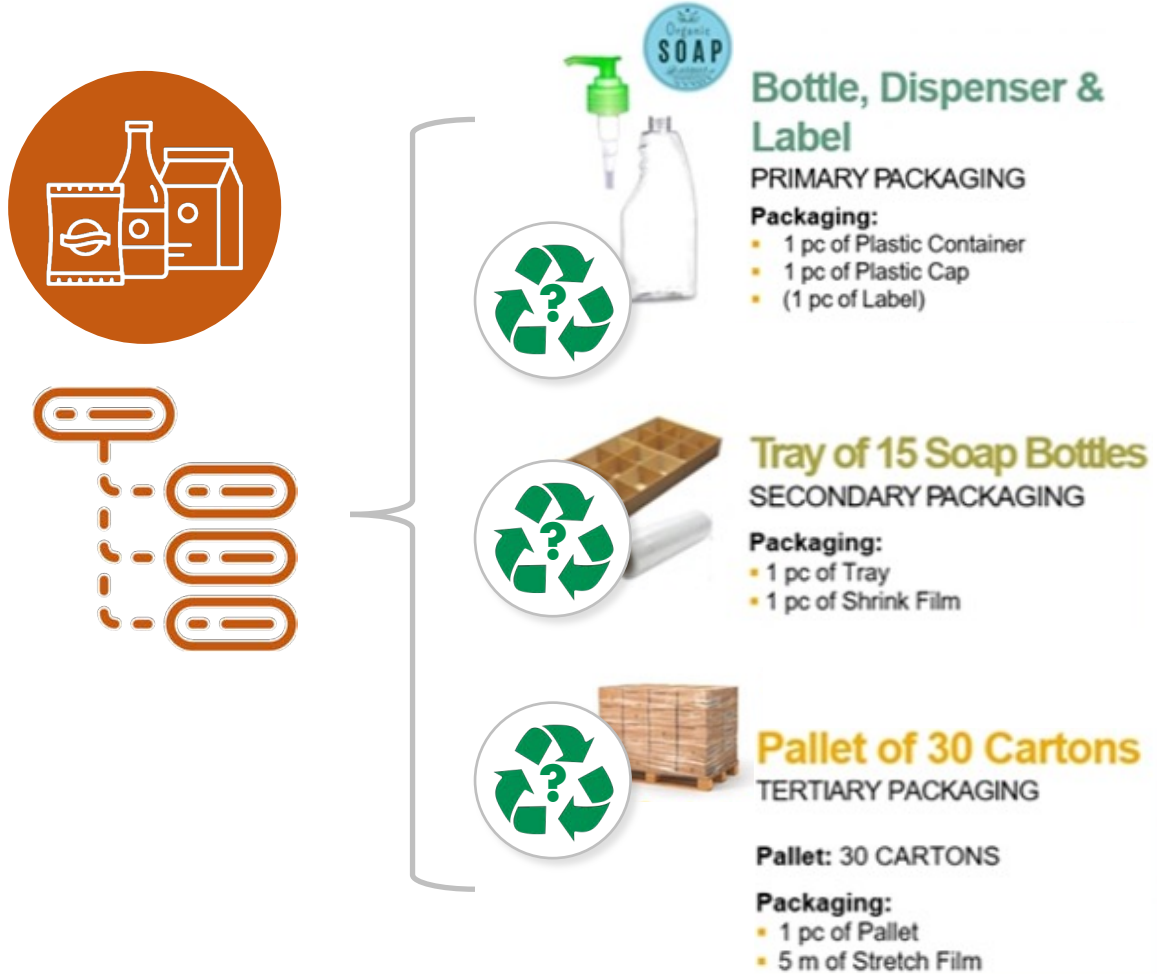 Organic
SOAP
Bottle, Dispenser &
Label
PRIMARY PACKAGING
Packaging:
▪ 1 pc of Plastic Container
▪ 1 pc of Plastic Cap
▪ (1 pc of Label)
?
Tray of 15 Soap Bottles
SECONDARY PACKAGING
Packaging:
▪ 1 pc of Tray
▪ 1 pc of Shrink Film
?
Pallet of 30 Cartons
TERTIARY PACKAGING
?
Pallet: 30 CARTONS
Packaging:
▪ 1 pc of Pallet
▪ 5 m of Stretch Film